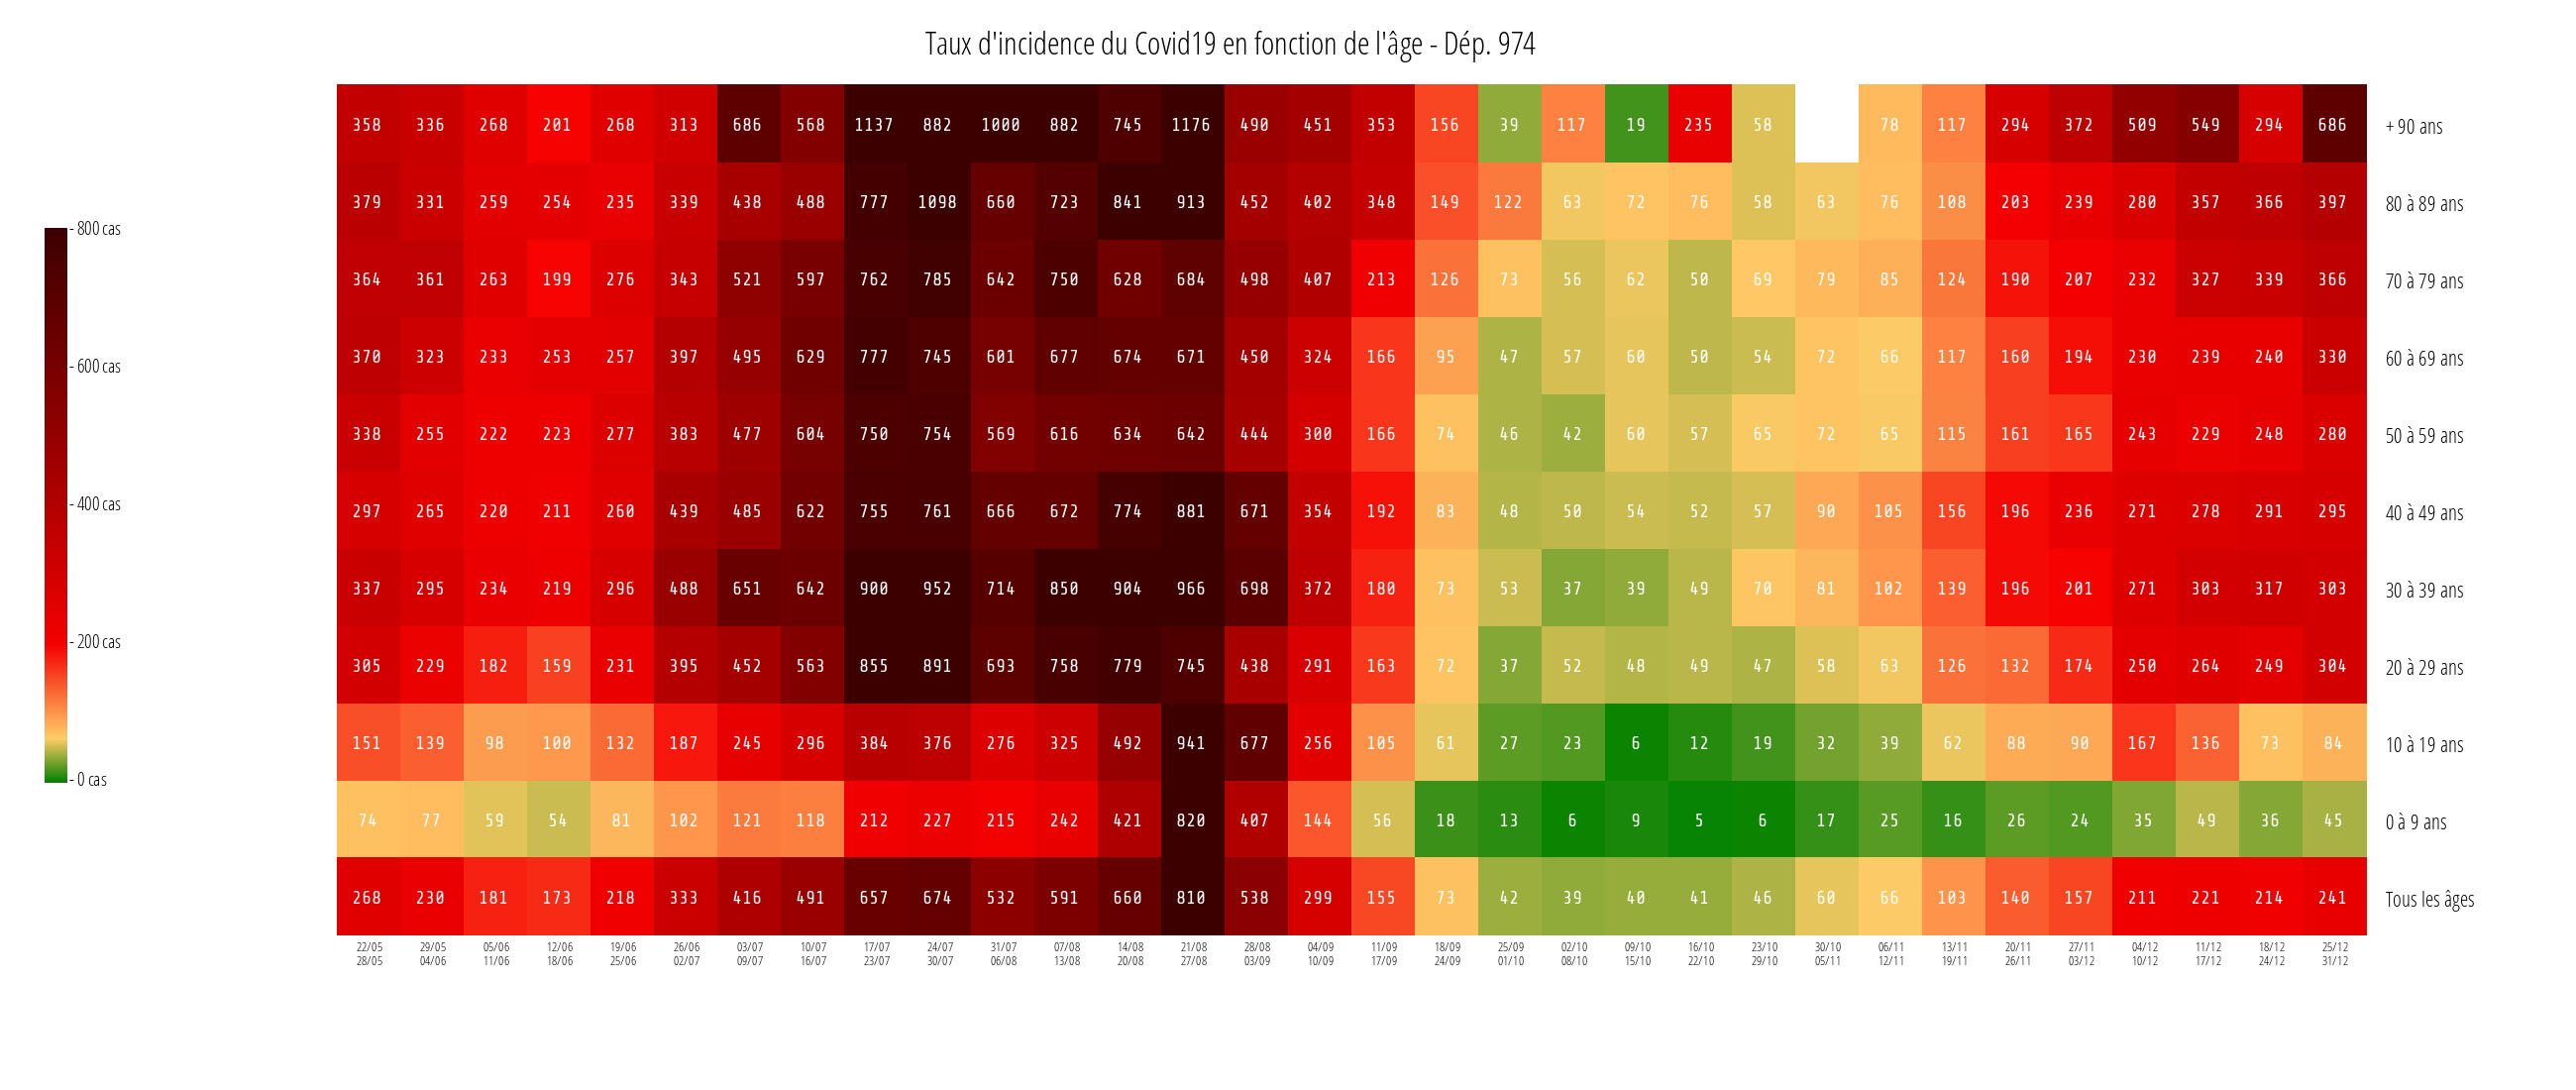 Taux d'incidence du Covid19 en fonction de l'âge - Dép. 974
- 800 cas
- 600 cas
- 400 cas
- 200 cas
- 0 cas
358 336 268 201 268 313 686 568 1137 882 1000 882 745 1176 490 451 353 156 39 117 19 235 58 78 117 294 372 509 549 294 686 + 90 ans
379 331 259 254 235 339 438 488 777 1098 660 723 841 913 452 402 348 149 122 63 72 76 58 63 76 108 203 239 280 357 366 397 80 à 89 ans
364 361 263 199 276 343 521 597 762 785 642 750 628 684 498 407 213 126 73 56 62 50 69 79 85 124 190 207 232 327 339 366 70 à 79 ans
370 323 233 253 257 397 495 629 777 745 601 677 674 671 450 324 166 95 47 57 60 50 54 72 66 117 160 194 230 239 240 330 60 à 69 ans
338 255 222 223 277 383 477 604 750 754 569 616 634 642 444 300 166 74 46 42 60 57 65 72 65 115 161 165 243 229 248 280 50 à 59 ans
297 265 220 211 260 439 485 622 755 761 666 672 774 881 671 354 192 83 48 50 54 52 57 90 105 156 196 236 271 278 291 295 40 à 49 ans
337 295 234 219 296 488 651 642 900 952 714 850 904 966 698 372 180 73 53 37 39 49 70 81 102 139 196 201 271 303 317 303 30 à 39 ans
305 229 182 159 231 395 452 563 855 891 693 758 779 745 438 291 163 72 37 52 48 49 47 58 63 126 132 174 250 264 249 304 20 à 29 ans
151 139 98 100 132 187 245 296 384 376 276 325 492 941 677 256 105 61 27 23 6 12 19 32 39 62 88 90 167 136 73 84 10 à 19 ans
74 77 59 54 81 102 121 118 212 227 215 242 421 820 407 144 56 18 13 6 9 5 6 17 25 16 26 24 35 49 36 45 0 à 9 ans
268 230 181 173 218 333 416 491 657 674 532 591 660 810 538 299 155 73 42 39 40 41 46 60 66 103 140 157 211 221 214 241 Tous les âges
22/05 29/05 05/06 12/06 19/06 26/06 03/07 10/07 17/07 24/07 31/07 07/08 14/08 21/08 28/08 04/09 11/09 18/09 25/09 02/10 09/10 16/10 23/10 30/10 06/11 13/11 20/11 27/11 04/12 11/12 18/12 25/12
28/05 04/06 11/06 18/06 25/06 02/07 09/07 16/07 23/07 30/07 06/08 13/08 20/08 27/08 03/09 10/09 17/09 24/09 01/10 08/10 15/10 22/10 29/10 05/11 12/11 19/11 26/11 03/12 10/12 17/12 24/12 31/12